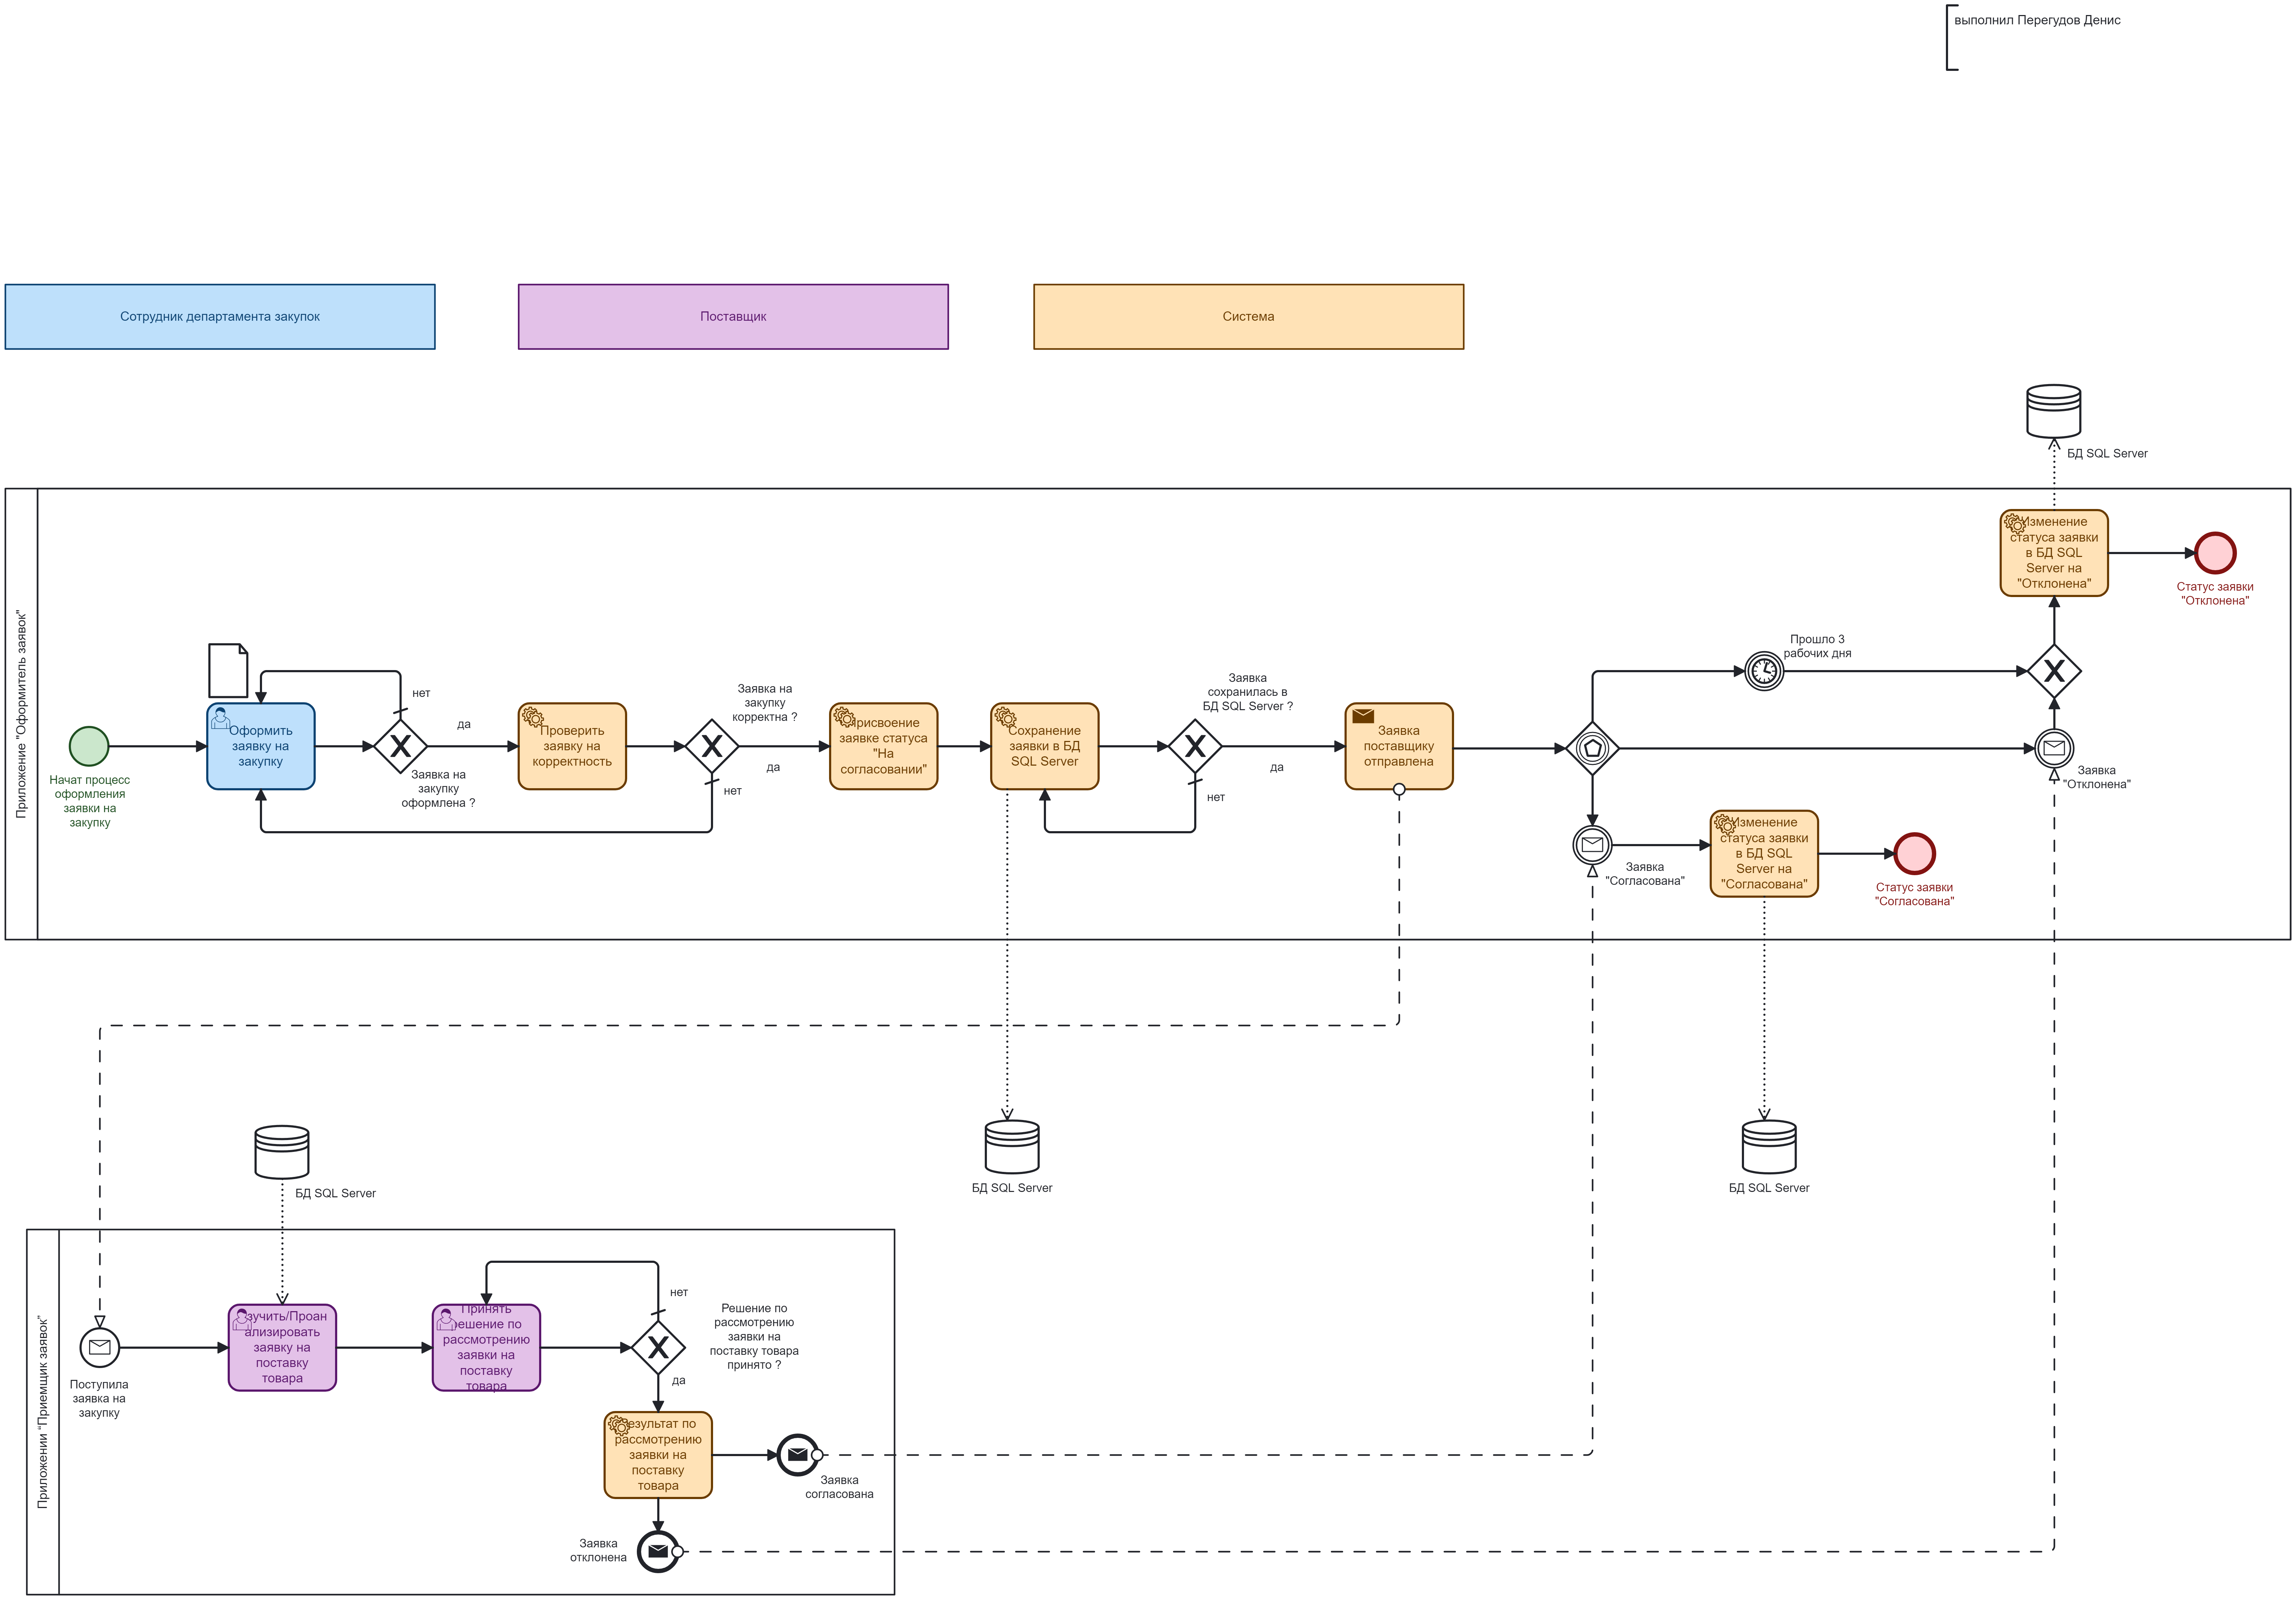 выполнил Перегудов Денис
Сотрудник департамента закупок
Поставщик
Система
БД SQL Server
Приложение "Оформитель заявок"
Начат процесс
оформления
заявки на
закупку
Оформить
заявку на
закупку
нет
да
Заявка на
закупку
оформлена ?
Проверить
заявку на
корректность
Заявка на
закупку
корректна ?
да
нет
Присвоение
заявке статуса
"На
согласовании"
Сохранение
заявки в БД
SQL Server
Заявка
сохранилась в
БД SQL Server ?
да
нет
Заявка
поставщику
отправлена
Прошло 3
рабочих дня
Изменение
статуса заявки
в БД SQL
Server на
"Отклонена"
Статус заявки
"Отклонена"
Заявка
"Отклонена"
Заявка
"Согласована"
Изменение
статуса заявки
в БД SQL
Server на
"Согласована"
Статус заявки
"Согласована"
БД SQL Server
БД SQL Server
БД SQL Server
Приложении “Приемщик заявок”
Поступила
заявка на
закупку
зучить/Проан
ализировать
заявку на
поставку
товара
Принять
решение по
рассмотрению
заявки на
поставку
товара
нет
Решение по
рассмотрению
заявки на
поставку товара
принято ?
да
Результат по
рассмотрению
заявки на
поставку
товара
Заявка
согласована
Заявка
отклонена